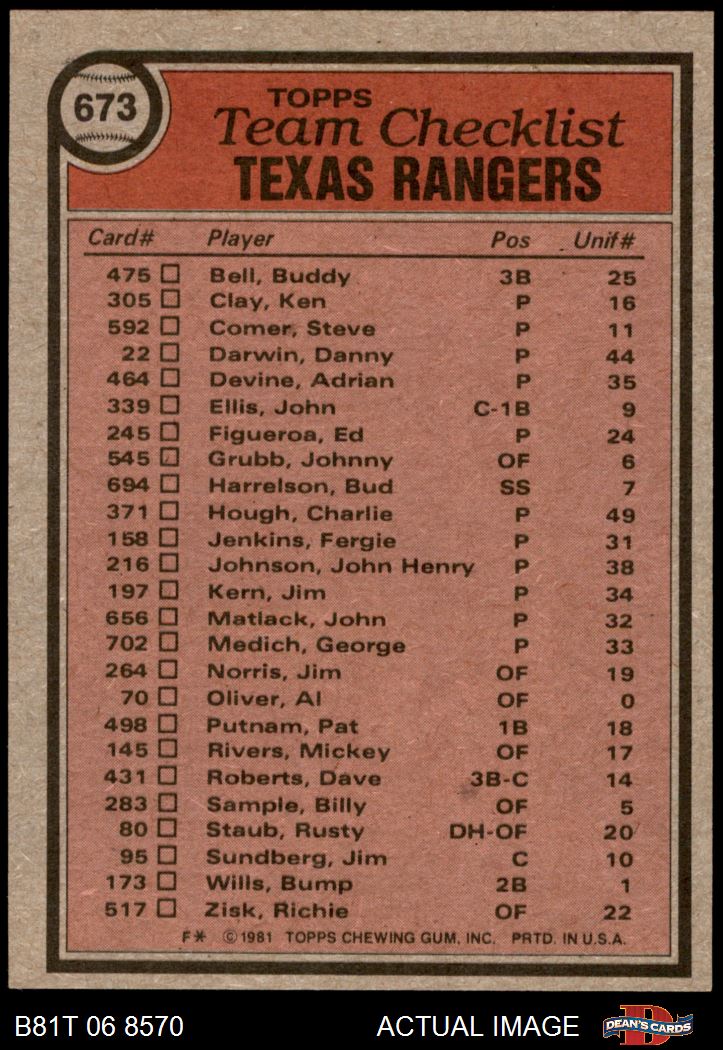 673
TOPPS
Team Checklist
TEXAS RANGERS
Card# Player Pos Unif#
475 Bell, Buddy 3B 25
305 Clay, Ken P 16
592 Comer, Steve P 11
22 Darwin, Danny P 44
464 Devine, Adrian P 35
339 Ellis, John C-1B 9
245 Figueroa, Ed P 24
545 Grubb, Johnny OF 6
694 Harrelson, Bud SS 7
371 Hough, Charlie P 49
158 Jenkins, Fergie P 31
216 Johnson, John Henry P 38
197 Kern, Jim P 34
656 Matlack, John P 32
702 Medich, George P 33
264 Norris, Jim OF 19
70 Oliver, Al OF 0
498 Putnam, Pat 1B 18
145 Rivers, Mickey OF 17
431 Roberts, Dave 3B-C 14
283 Sample, Billy OF 5
80 Staub, Rusty DH-OF 20
95 Sundberg, Jim C 10
173 Wills, Bump 2B 1
517 Zisk, Richie OF 22
F* ©1981 TOPPS CHEWING GUM, INC. PRTD. IN U.S.A.
B81T 06 8570 ACTUAL IMAGE D DEAN'S CARDS